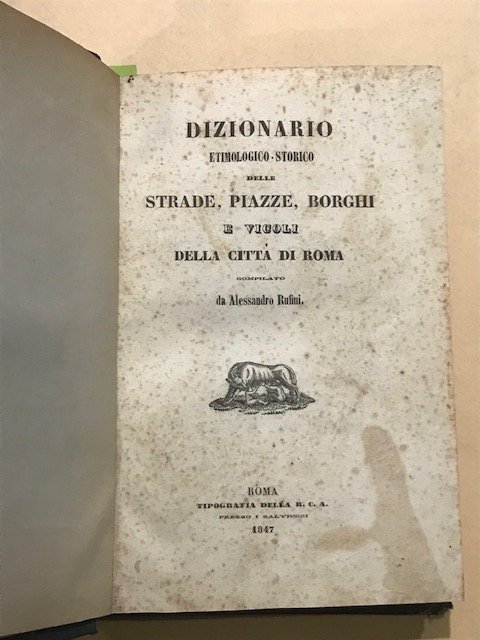 DIZIONARIO
ETIMOLOGICO-STORICO
DELLE
STRADE, PIAZZE, BORGHI
E VICOLI
DELLA CITTÀ DI ROMA
COMPILATO
da Alessandro Rufini.
ROMA
TIPOGRAFIA DELLA R. C. A.
PRESSO I SALVIUCCI
1847